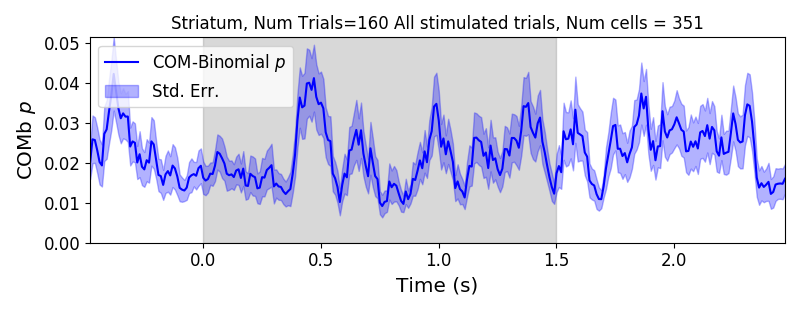 Striatum, Num Trials=160 All stimulated trials, Num cells = 351
COMb p
0.05
0.04
0.03
0.02
0.01
0.00
COM-Binomial p
Std. Err.
0.0 0.5 1.0 1.5 2.0
Time (s)